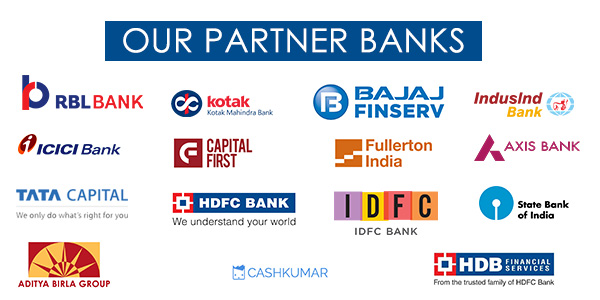 OUR PARTNER BANKS
RBL BANK
kotak
Kotak Mahindra Bank
B
BAJAJ
FINSERV
IndusInd
Bank
ICICI Bank
CAPITAL
FIRST
Fullerton
India
AXIS BANK
TATA CAPITAL
We only do what's right for you
HDFC BANK
We understand your world
IDFC
IDFC BANK
State Bank
of India
ADITYA BIRLA GROUP
CASHKUMAR
HDB FINANCIAL
SERVICES
From the trusted family of HDFC Bank